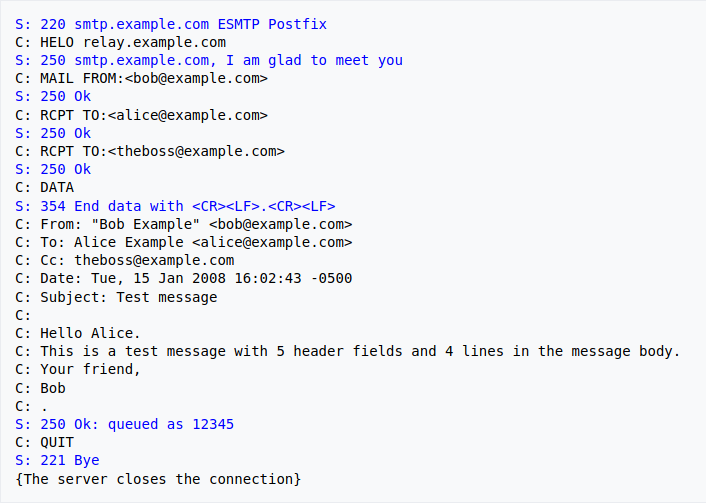 S: 220 smtp.example.com ESMTP Postfix
C: HELO relay.example.com
S: 250 smtp.example.com, I am glad to meet you
C: MAIL FROM:<bob@example.com>
S: 250 Ok
C: RCPT TO:<alice@example.com>
S: 250 Ok
C: RCPT TO:<theboss@example.com>
S: 250 Ok
C: DATA
S: 354 End data with <CR><LF>.<CR><LF>
C: From: "Bob Example" <bob@example.com>
C: To: Alice Example <alice@example.com>
C: Cc: theboss@example.com
C: Date: Tue, 15 Jan 2008 16:02:43 -0500
C: Subject: Test message
C:
C: Hello Alice.
C: This is a test message with 5 header fields and 4 lines in the message body.
C: Your friend,
C: Bob
C: .
S: 250 Ok: queued as 12345
C: QUIT
S: 221 Bye
{The server closes the connection}